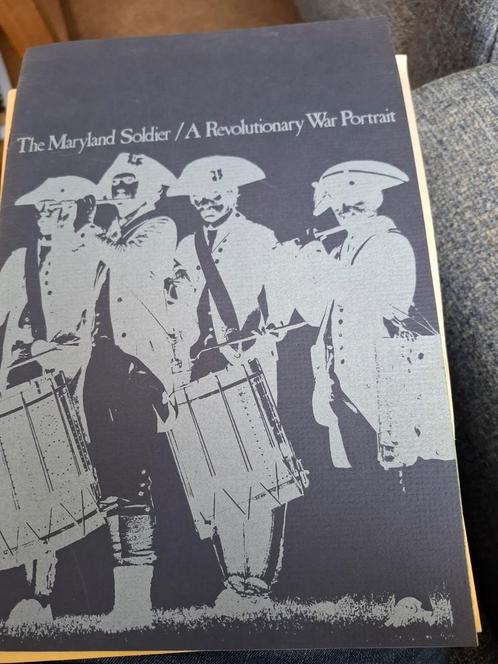 The Maryland Soldier / A Revolutionary War Portrait